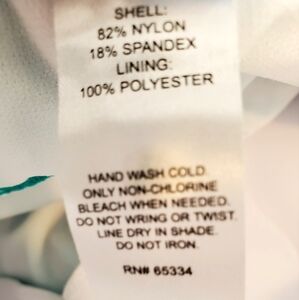 SHELL:
82% NYLON
18% SPANDEX
LINING:
100% POLYESTER
HAND WASH COLD.
ONLY NON-CHLORINE
BLEACH WHEN NEEDED.
DO NOT WRING OR TWIST.
LINE DRY IN SHADE.
DO NOT IRON.
RN# 65334